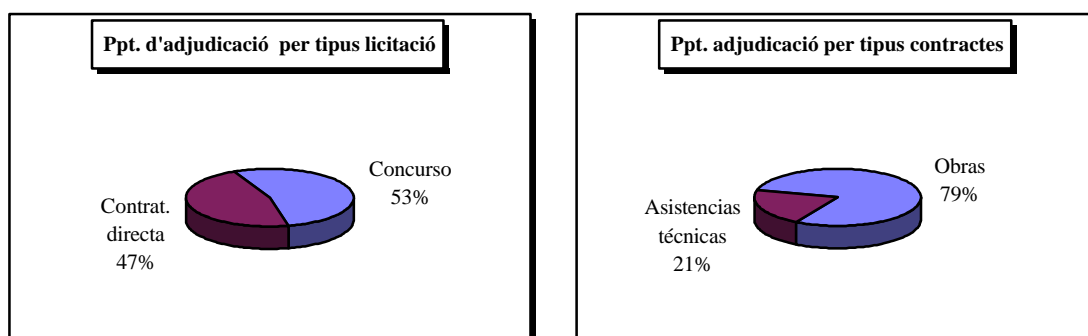 Ppt. d'adjudicació per tipus licitació
Concurso
53%
Contrat.
directa
47%
Ppt. adjudicació per tipus contractes
Obras
79%
Asistencias
técnicas
21%